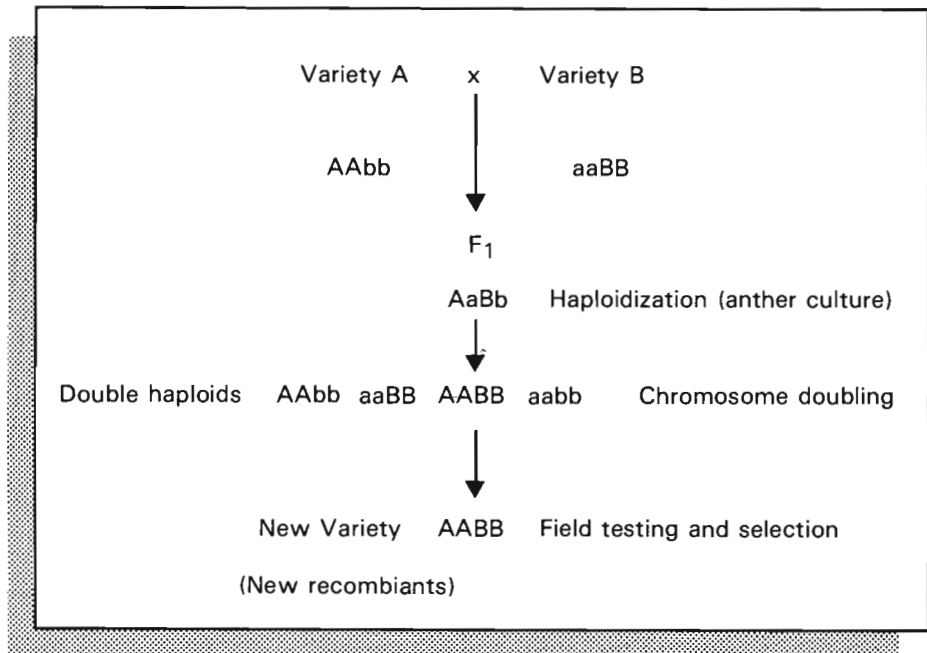 Variety A x Variety B
AAbb aaBB
F1
AaBb Haploidization (anther culture)
Double haploids AAbb aaBB AABB aabb Chromosome doubling
New Variety AABB Field testing and selection
(New recombiants)